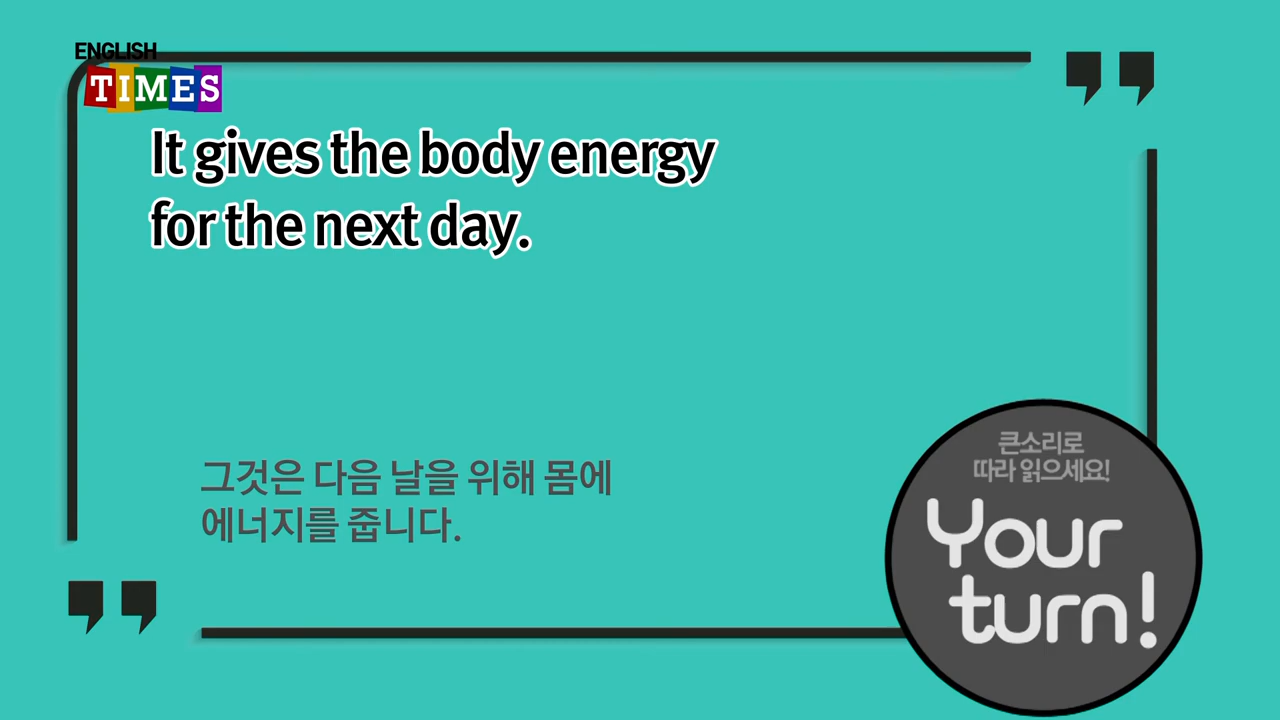 ENGLISH
TIMES
It gives the body energy
for the next day.
그것은 다음 날을 위해 몸에
에너지를 줍니다.
큰소리로
따라 읽으세요!
Your
turn!